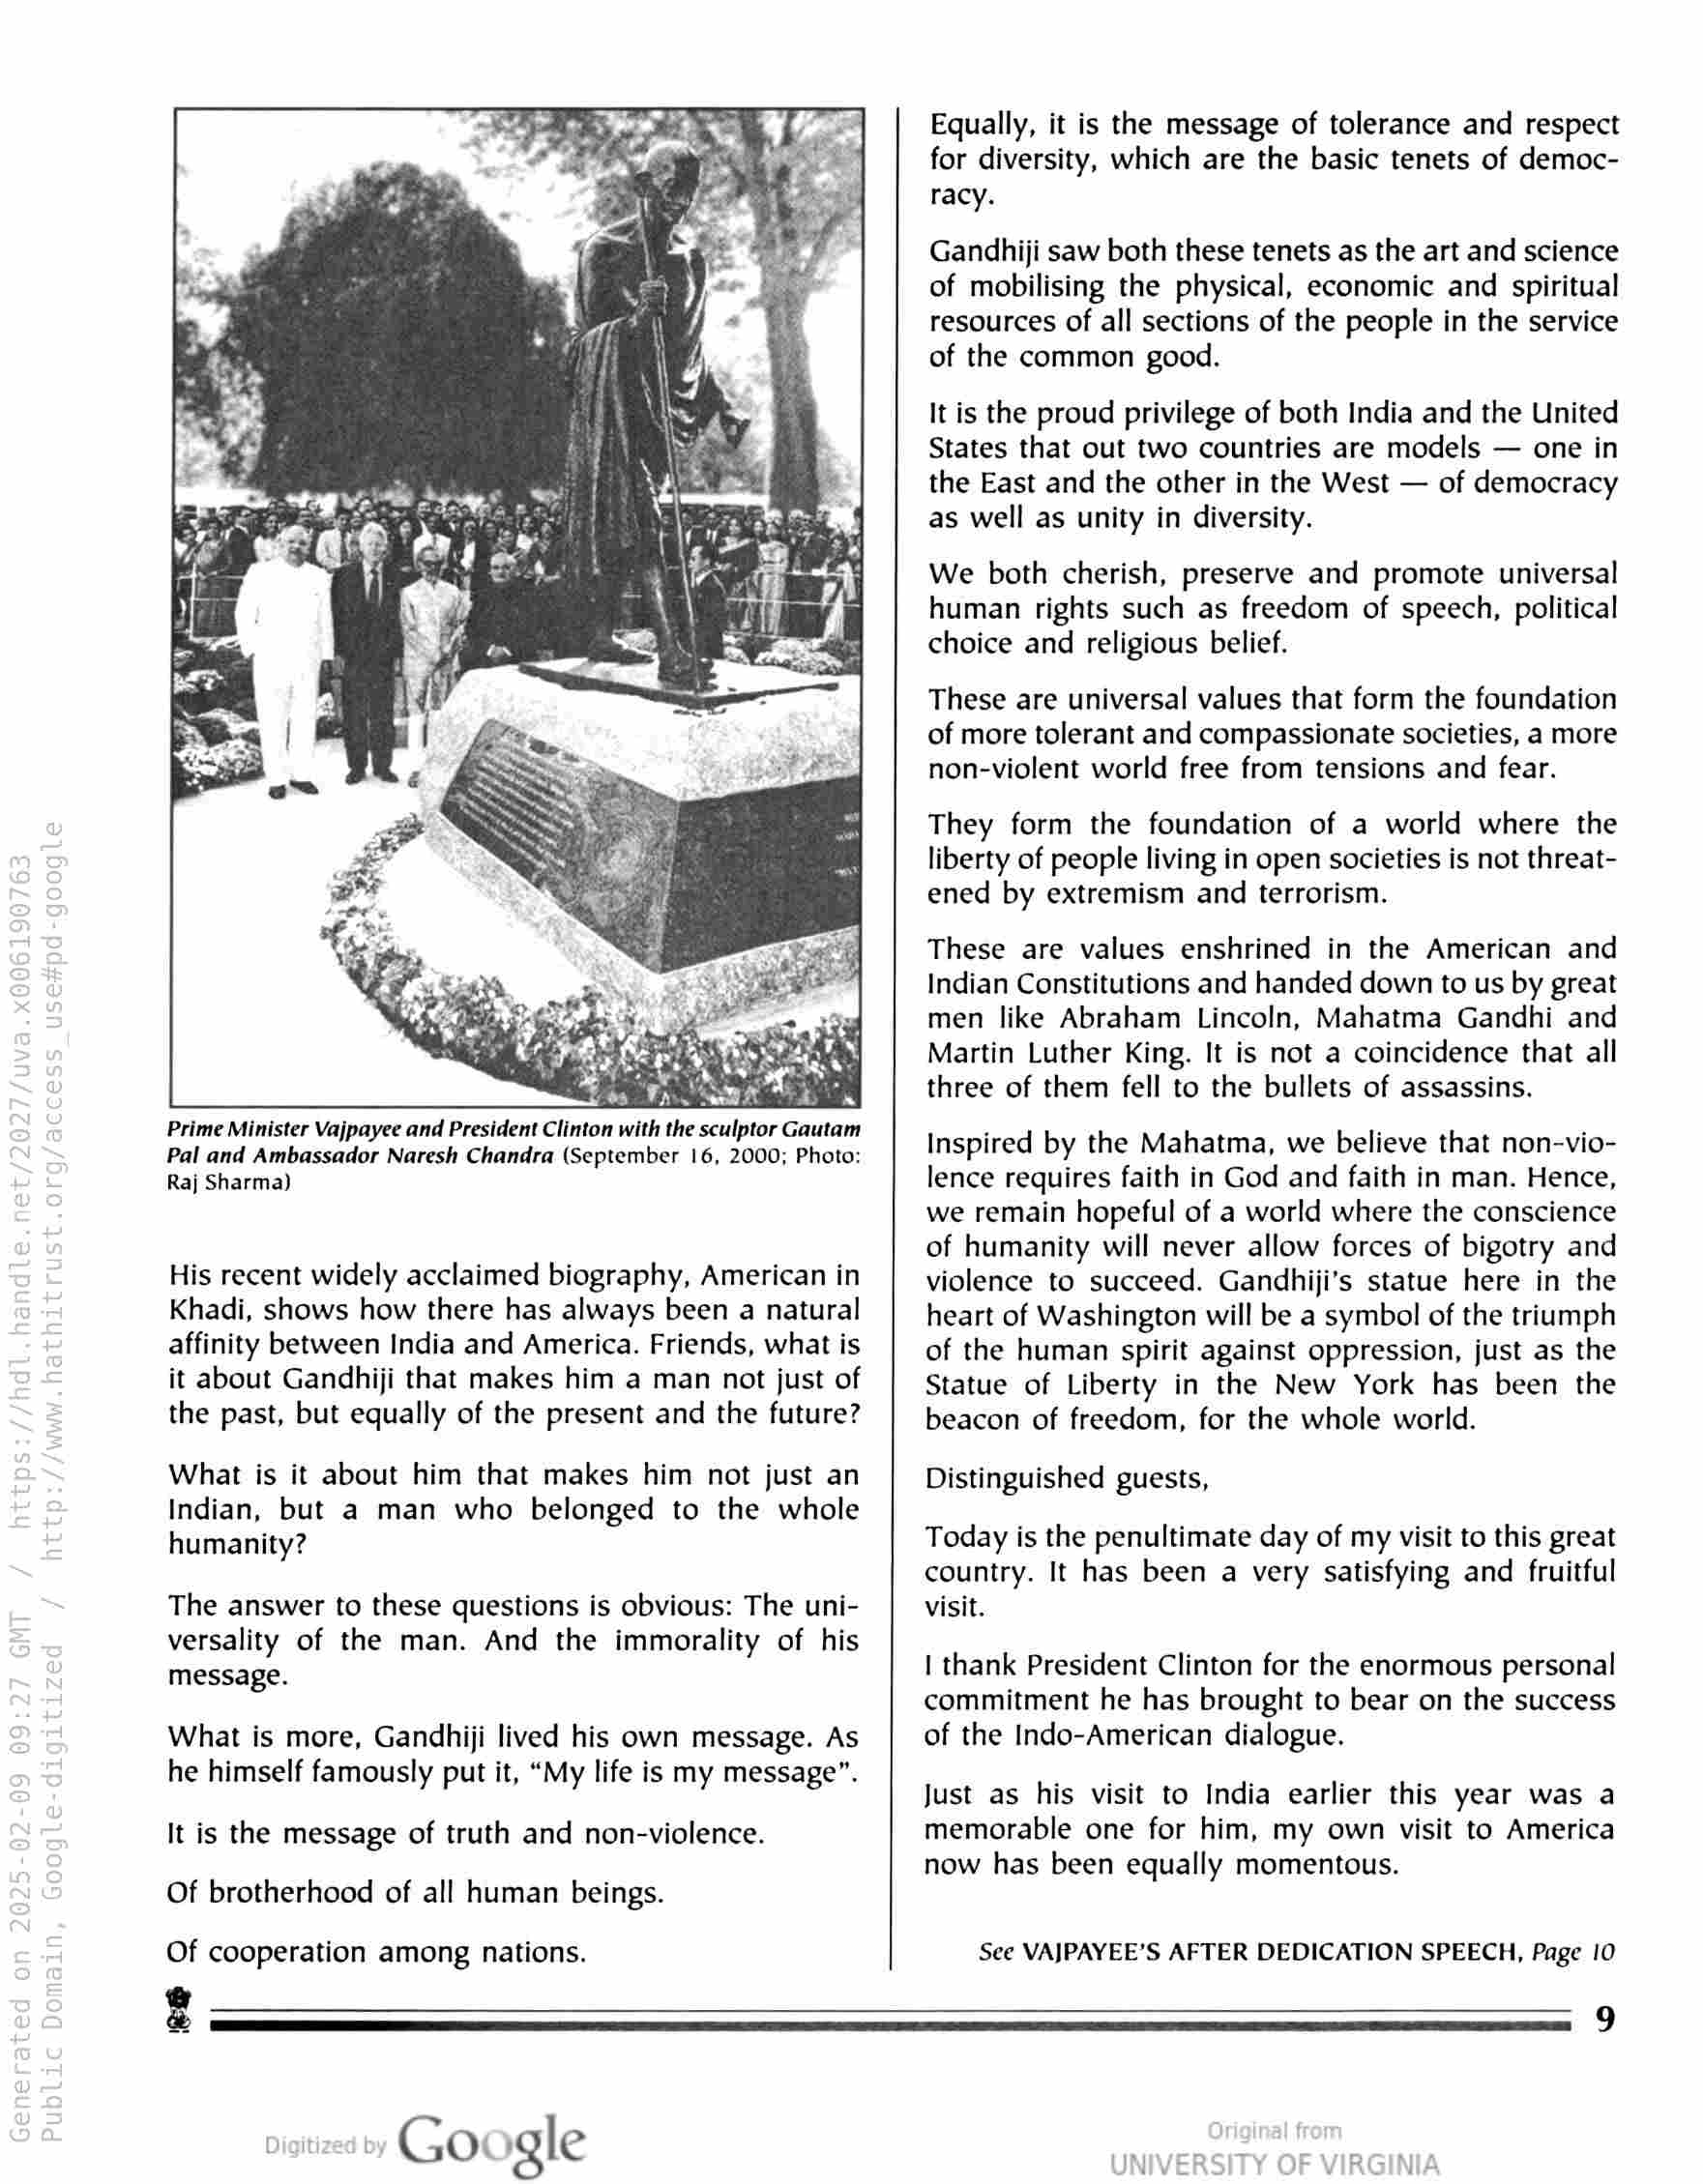 Prime Minister Vajpayee and President Clinton with the sculptor Gautam
Pal and Ambassador Naresh Chandra (September 16, 2000; Photo:
Raj Sharma)
His recent widely acclaimed biography, American in
Khadi, shows how there has always been a natural
affinity between India and America. Friends, what is
it about Gandhiji that makes him a man not just of
the past, but equally of the present and the future?
What is it about him that makes him not just an
Indian, but a man who belonged to the whole
humanity?
The answer to these questions is obvious: The uni-
versality of the man. And the immorality of his
message.
What is more, Gandhiji lived his own message. As
he himself famously put it, “My life is my message”.
It is the message of truth and non-violence.
Of brotherhood of all human beings.
Of cooperation among nations.
Equally, it is the message of tolerance and respect
for diversity, which are the basic tenets of democ-
racy.
Gandhiji saw both these tenets as the art and science
of mobilising the physical, economic and spiritual
resources of all sections of the people in the service
of the common good.
It is the proud privilege of both India and the United
States that out two countries are models — one in
the East and the other in the West — of democracy
as well as unity in diversity.
We both cherish, preserve and promote universal
human rights such as freedom of speech, political
choice and religious belief.
These are universal values that form the foundation
of more tolerant and compassionate societies, a more
non-violent world free from tensions and fear.
They form the foundation of a world where the
liberty of people living in open societies is not threat-
ened by extremism and terrorism.
These are values enshrined in the American and
Indian Constitutions and handed down to us by great
men like Abraham Lincoln, Mahatma Gandhi and
Martin Luther King. It is not a coincidence that all
three of them fell to the bullets of assassins.
Inspired by the Mahatma, we believe that non-vio-
lence requires faith in God and faith in man. Hence,
we remain hopeful of a world where the conscience
of humanity will never allow forces of bigotry and
violence to succeed. Gandhiji’s statue here in the
heart of Washington will be a symbol of the triumph
of the human spirit against oppression, just as the
Statue of Liberty in the New York has been the
beacon of freedom, for the whole world.
Distinguished guests,
Today is the penultimate day of my visit to this great
country. It has been a very satisfying and fruitful
visit.
I thank President Clinton for the enormous personal
commitment he has brought to bear on the success
of the Indo-American dialogue.
Just as his visit to India earlier this year was a
memorable one for him, my own visit to America
now has been equally momentous.
See VAJPAYEE’S AFTER DEDICATION SPEECH, Page 10
9
Generated on 2025-02-09 09:27 GMT / https://hdl.handle.net/2027/uva.x006190763
Public Domain, Google-digitized / http://www.hathitrust.org/access_use#pd-google
Digitized by Google
Original from
UNIVERSITY OF VIRGINIA